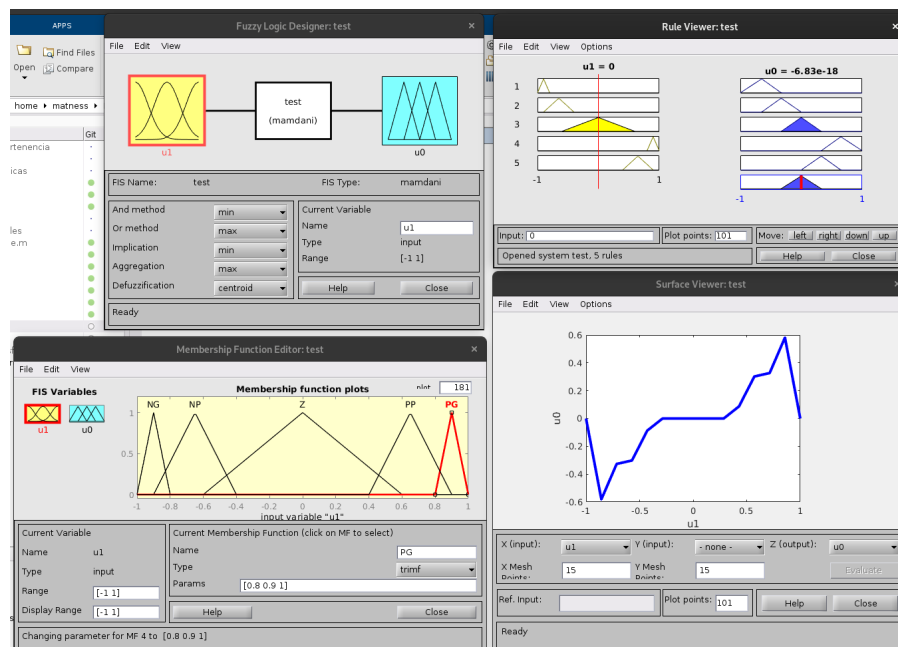 APPS
Find Files
Open
Compare
home matness
Git
rtenencia
icas
les
e.m
Fuzzy Logic Designer: test
File Edit View
u1
test
(mamdani)
u0
FIS Name: test FIS Type: mamdani
And method min
Or method max
Implication min
Aggregation max
Defuzzification centroid
Current Variable
Name u1
Type input
Range [-1 1]
Help Close
Ready
Rule Viewer: test
File Edit View Options
u1 = 0
u0 = -6.83e-18
1
2
3
4
5
-1 1
-1 1
Input: 0 Plot points: 101 Move: left right down up
Opened system test, 5 rules Help Close
Membership Function Editor: test
File Edit View
FIS Variables
u1 u0
Membership function plots
181
NG NP Z PP PG
1
0.5
0
-1 -0.8 -0.6 -0.4 -0.2 0 0.2 0.4 0.6 0.8 1
input variable "u1"
Current Variable
Name u1
Type input
Range [-1 1]
Display Range [-1 1]
Current Membership Function (click on MF to select)
Name PG
Type trimf
Params [0.8 0.9 1]
Help Close
Changing parameter for MF 4 to [0.8 0.9 1]
Surface Viewer: test
File Edit View Options
0.6
0.4
0.2
0
-0.2
-0.4
-0.6
u0
-1 -0.5 0 0.5 1
u1
X (input): u1 Y (input): - none - Z (output): u0
X Mesh Points: 15 Y Mesh Points: 15 Evaluate
Ref. Input: Plot points: 101 Help Close
Ready